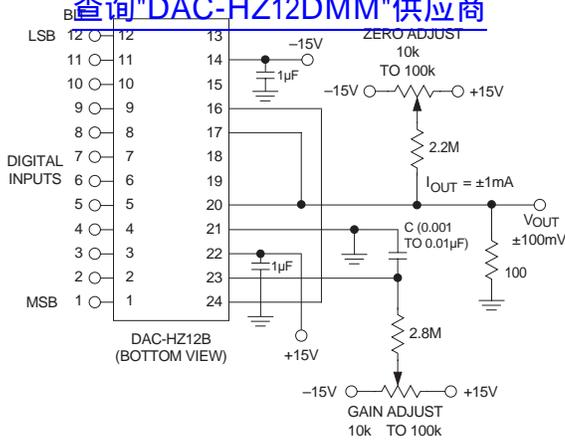 查询"DAC-HZ12DMM"供应商
LSB 12 12 13
11 11 14
10 10 15
9 9 16
8 8 17
7 7 18
6 6 19
5 5 20
4 4 21
3 3 22
2 2 23
MSB 1 1 24
DIGITAL
INPUTS
DAC-HZ12B
(BOTTOM VIEW)
–15V
1µF
ZERO ADJUST
10k
TO 100k
–15V +15V
2.2M
IOUT = ±1mA
VOUT
±100mV
100
C (0.001
TO 0.01µF)
1µF
+15V
2.8M
–15V +15V
GAIN ADJUST
10k TO 100k